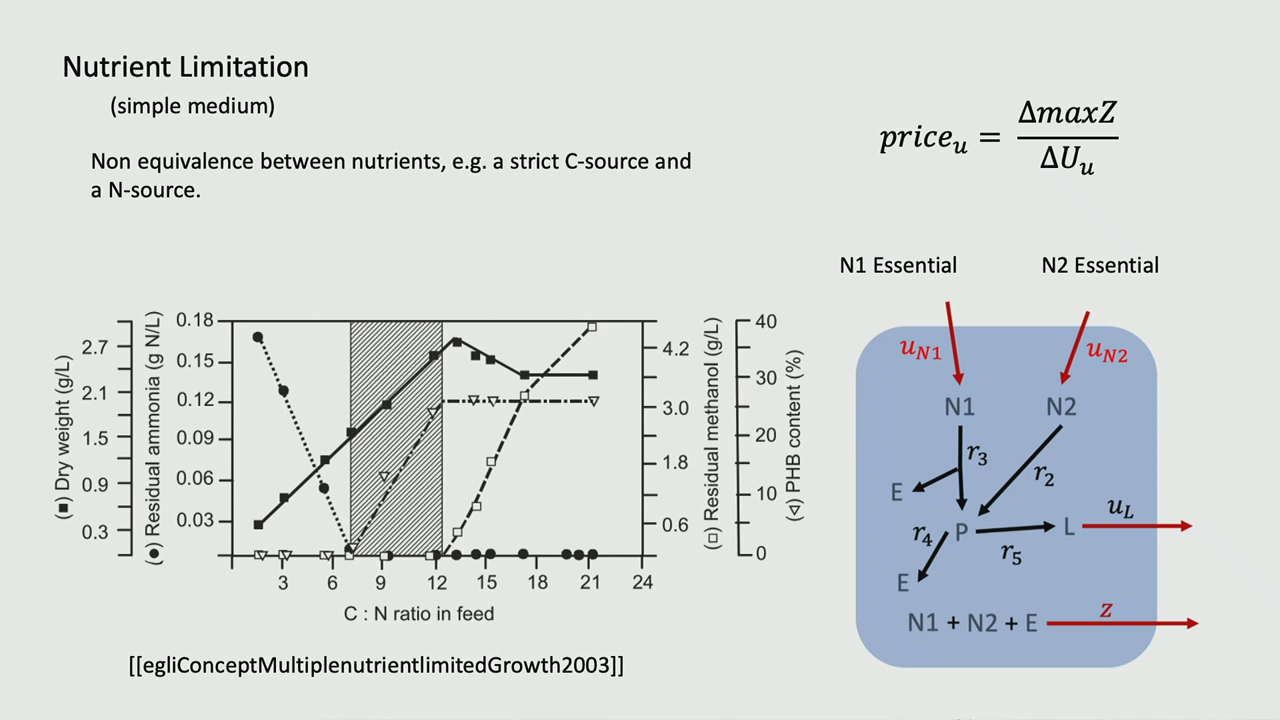 Nutrient Limitation
(simple medium)
Non equivalence between nutrients, e.g. a strict C-source and
a N-source.
price_u = ΔmaxZ / ΔU_u
N1 Essential
N2 Essential
(■) Dry weight (g/L)
2.7
2.1
1.5
0.9
0.3
(●) Residual ammonia (g N/L)
0.18
0.15
0.12
0.09
0.06
0.03
3
6
9
12
15
18
21
24
C : N ratio in feed
4.2
3.0
1.8
0.6
(□) Residual methanol (g/L)
40
30
20
10
0
(◁) PHB content (%)
u_N1
u_N2
N1
N2
r_3
r_2
E
P
L
u_L
r_4
r_5
E
N1 + N2 + E
z
[[egliConceptMultiplenutrientlimitedGrowth2003]]